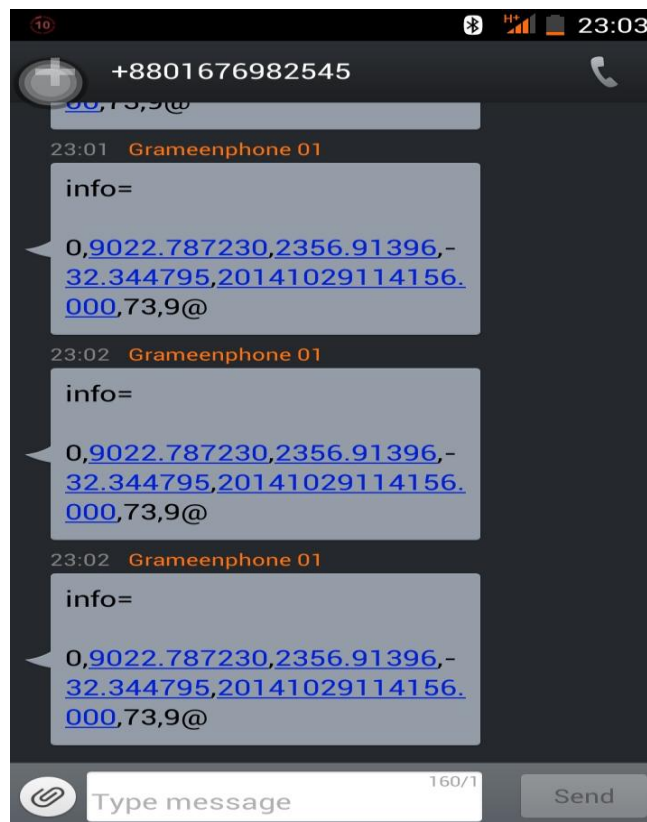 10 H+ 23:03
+8801676982545
00,73,9@
23:01 Grameenphone 01
info=
0,9022.787230,2356.91396,-
32.344795,20141029114156.
000,73,9@
23:02 Grameenphone 01
info=
0,9022.787230,2356.91396,-
32.344795,20141029114156.
000,73,9@
23:02 Grameenphone 01
info=
0,9022.787230,2356.91396,-
32.344795,20141029114156.
000,73,9@
160/1
Type message Send